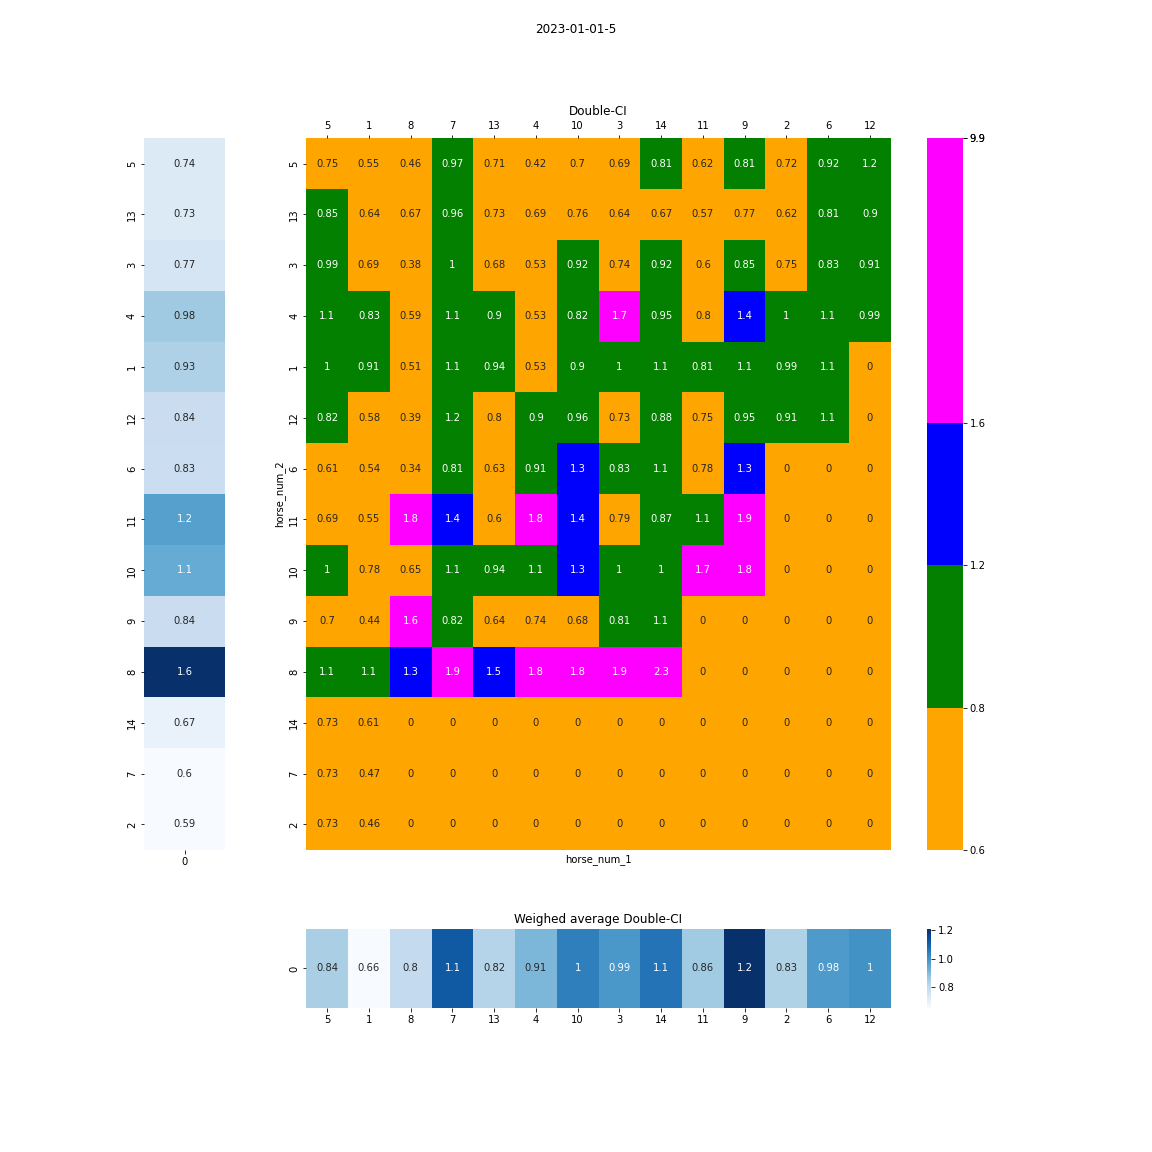 2023-01-01-5
Double-CI
5 1 8 7 13 4 10 3 14 11 9 2 6 12
9.9
5 0.74 5 0.75 0.55 0.46 0.97 0.71 0.42 0.7 0.69 0.81 0.62 0.81 0.72 0.92 1.2
13 0.73 13 0.85 0.64 0.67 0.96 0.73 0.69 0.76 0.64 0.67 0.57 0.77 0.62 0.81 0.9
3 0.77 3 0.99 0.69 0.38 1 0.68 0.53 0.92 0.74 0.92 0.6 0.85 0.75 0.83 0.91
4 0.98 4 1.1 0.83 0.59 1.1 0.9 0.53 0.82 1.7 0.95 0.8 1.4 1 1.1 0.99
1 0.93 1 1 0.91 0.51 1.1 0.94 0.53 0.9 1 1.1 0.81 1.1 0.99 1.1 0
12 0.84 12 0.82 0.58 0.39 1.2 0.8 0.9 0.96 0.73 0.88 0.75 0.95 0.91 1.1 0
1.6
6 0.83 6 0.61 0.54 0.34 0.81 0.63 0.91 1.3 0.83 1.1 0.78 1.3 0 0 0
horse_num_2
11 1.2 11 0.69 0.55 1.8 1.4 0.6 1.8 1.4 0.79 0.87 1.1 1.9 0 0 0
1.2
10 1.1 10 1 0.78 0.65 1.1 0.94 1.1 1.3 1 1 1.7 1.8 0 0 0
9 0.84 9 0.7 0.44 1.6 0.82 0.64 0.74 0.68 0.81 1.1 0 0 0 0 0
8 1.6 8 1.1 1.1 1.3 1.9 1.5 1.8 1.8 1.9 2.3 0 0 0 0 0
0.8
14 0.67 14 0.73 0.61 0 0 0 0 0 0 0 0 0 0 0 0
7 0.6 7 0.73 0.47 0 0 0 0 0 0 0 0 0 0 0 0
2 0.59 2 0.73 0.46 0 0 0 0 0 0 0 0 0 0 0 0
0.6
0
horse_num_1
Weighed average Double-CI
1.2
0 0.84 0.66 0.8 1.1 0.82 0.91 1 0.99 1.1 0.86 1.2 0.83 0.98 1
1.0
0.8
5 1 8 7 13 4 10 3 14 11 9 2 6 12